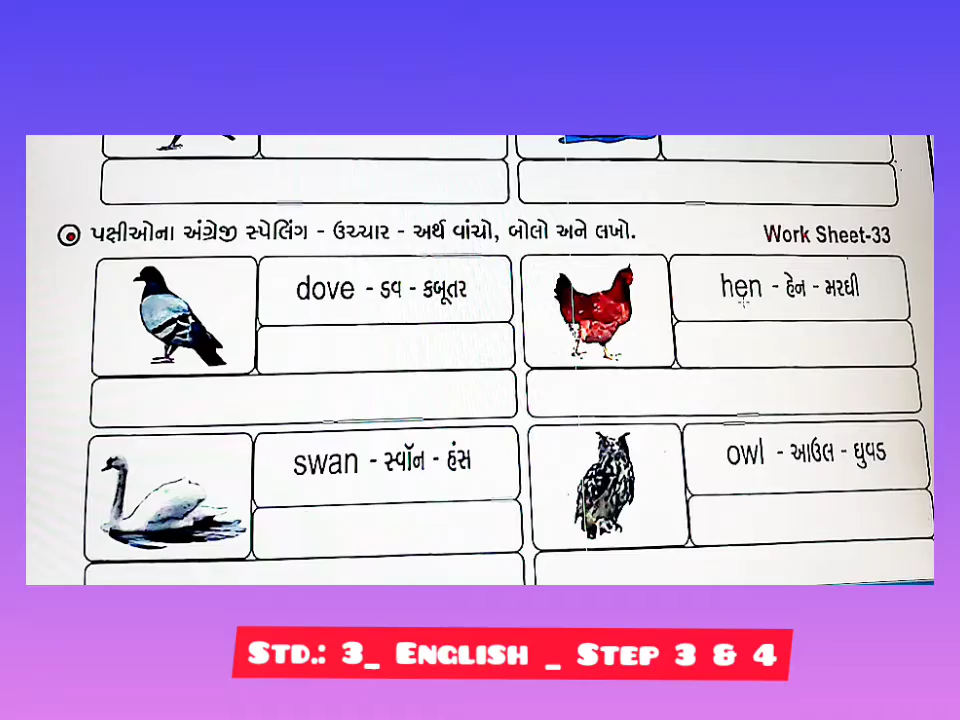 પક્ષીઓના અંગ્રેજી સ્પેલિંગ - ઉચ્ચાર - અર્થ વાંચો, બોલો અને લખો.
Work Sheet-33
dove - ડવ - કબૂતર
hen - હેન - મરઘી
swan - સ્વૉન - હંસ
owl - આઉલ - ઘુવડ
STD.: 3_ ENGLISH _ STEP 3 & 4